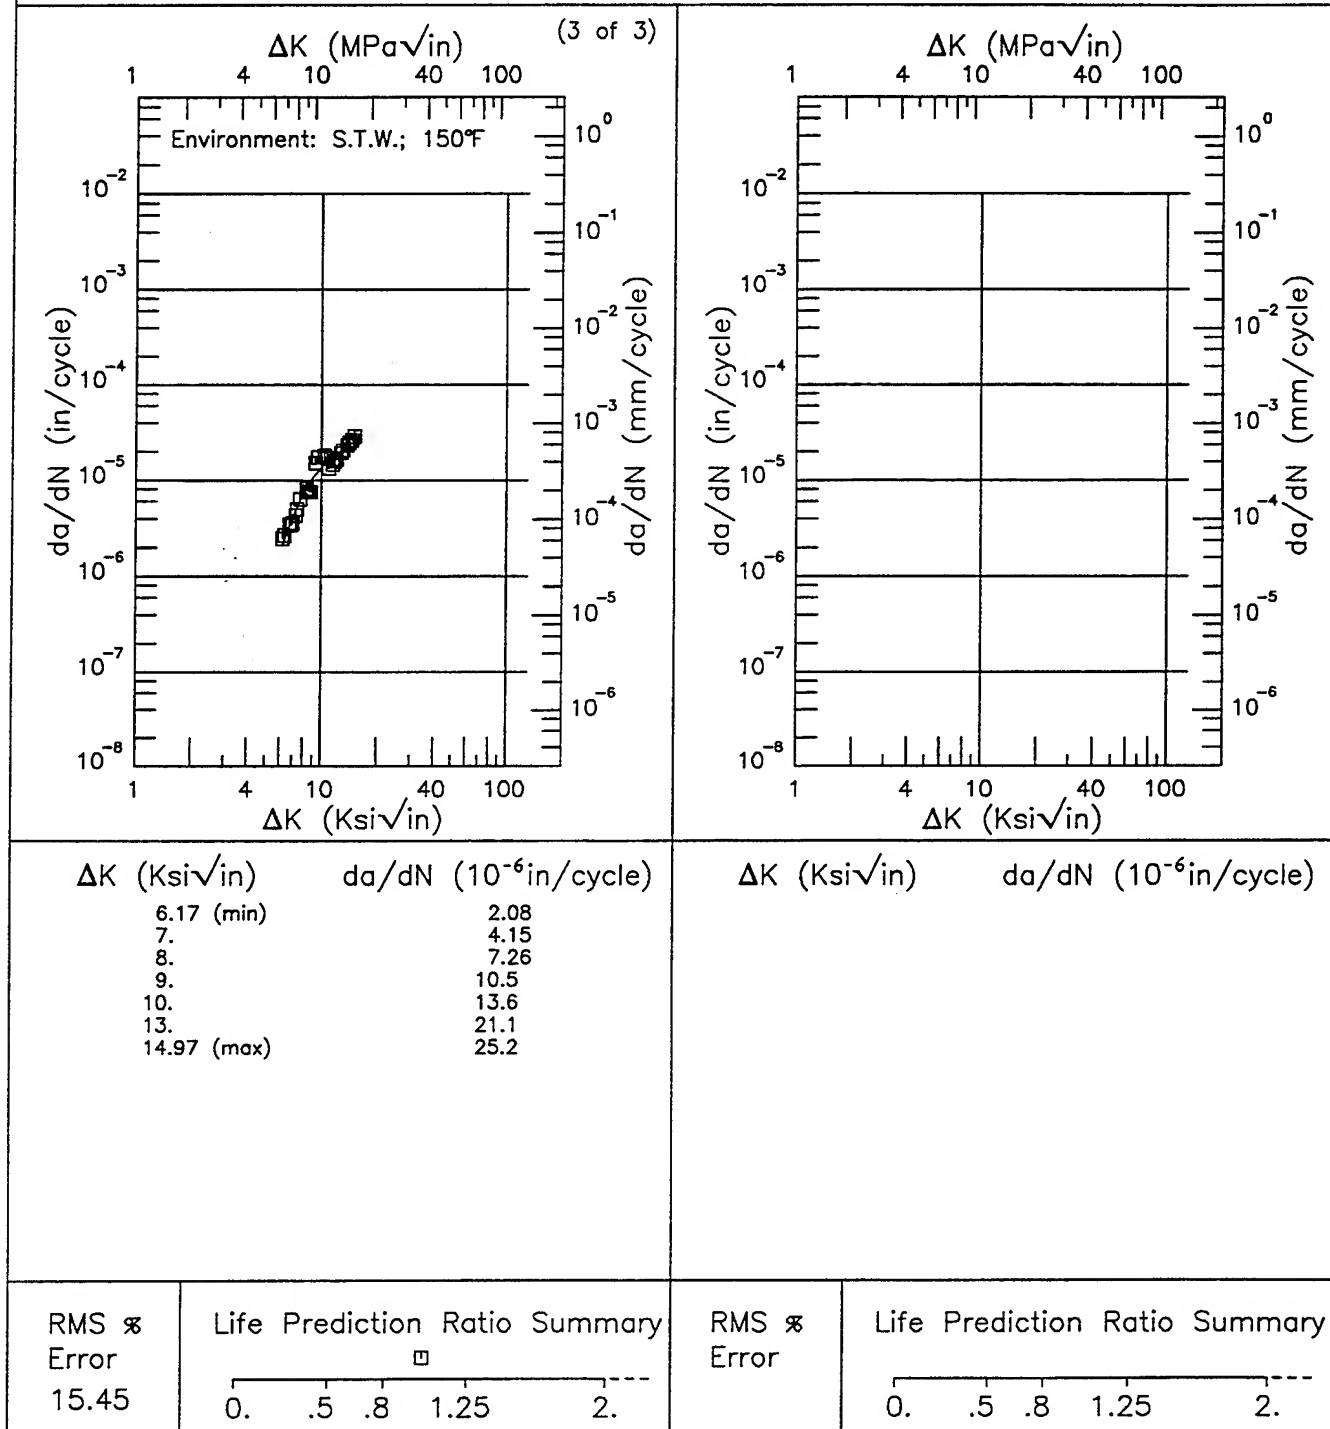 (3 of 3)
ΔK (MPa√in)
1 4 10 40 100
Environment: S.T.W.; 150°F
10⁻²
10⁻³
10⁻⁴
10⁻⁵
10⁻⁶
10⁻⁷
10⁻⁸
da/dN (in/cycle)
10⁰
10⁻¹
10⁻²
10⁻³
10⁻⁴
10⁻⁵
10⁻⁶
da/dN (mm/cycle)
1 4 10 40 100
ΔK (Ksi√in)
ΔK (MPa√in)
1 4 10 40 100
10⁻²
10⁻³
10⁻⁴
10⁻⁵
10⁻⁶
10⁻⁷
10⁻⁸
da/dN (in/cycle)
10⁰
10⁻¹
10⁻²
10⁻³
10⁻⁴
10⁻⁵
10⁻⁶
da/dN (mm/cycle)
1 4 10 40 100
ΔK (Ksi√in)
ΔK (Ksi√in) da/dN (10⁻⁶in/cycle)
6.17 (min) 2.08
7. 4.15
8. 7.26
9. 10.5
10. 13.6
13. 21.1
14.97 (max) 25.2
ΔK (Ksi√in) da/dN (10⁻⁶in/cycle)
RMS %
Error
15.45
Life Prediction Ratio Summary
0. .5 .8 1.25 2.
RMS %
Error
Life Prediction Ratio Summary
0. .5 .8 1.25 2.